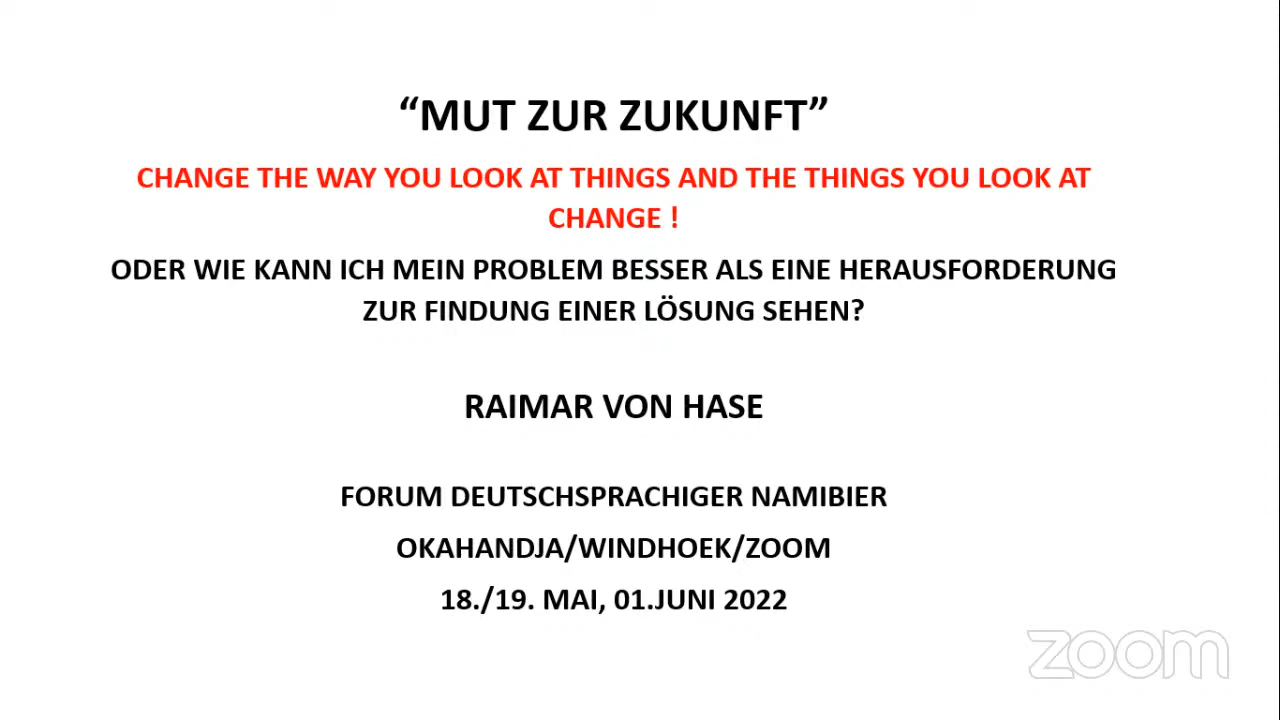 “MUT ZUR ZUKUNFT”
CHANGE THE WAY YOU LOOK AT THINGS AND THE THINGS YOU LOOK AT
CHANGE !
ODER WIE KANN ICH MEIN PROBLEM BESSER ALS EINE HERAUSFORDERUNG
ZUR FINDUNG EINER LÖSUNG SEHEN?
RAIMAR VON HASE
FORUM DEUTSCHSPRACHIGER NAMIBIER
OKAHANDJA/WINDHOEK/ZOOM
18./19. MAI, 01.JUNI 2022
zoom